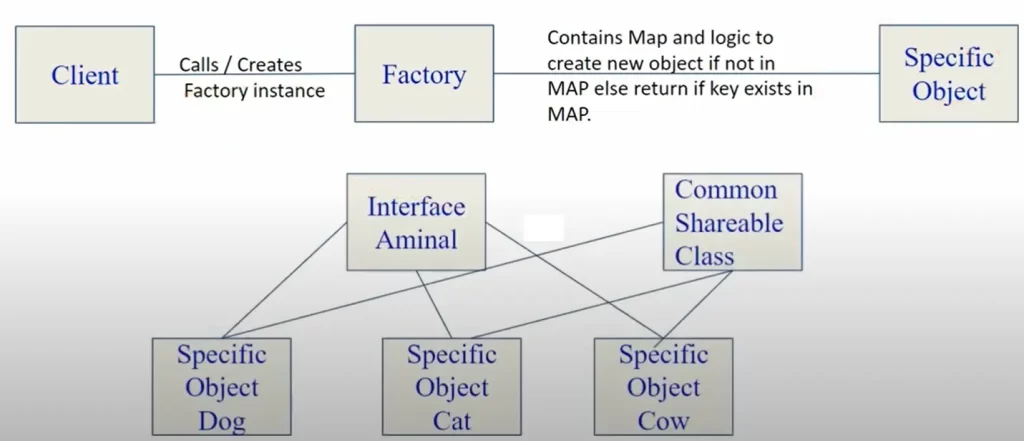 Client
Calls / Creates
Factory instance
Factory
Contains Map and logic to
create new object if not in
MAP else return if key exists in
MAP.
Specific
Object
Interface
Aminal
Common
Shareable
Class
Specific
Object
Dog
Specific
Object
Cat
Specific
Object
Cow